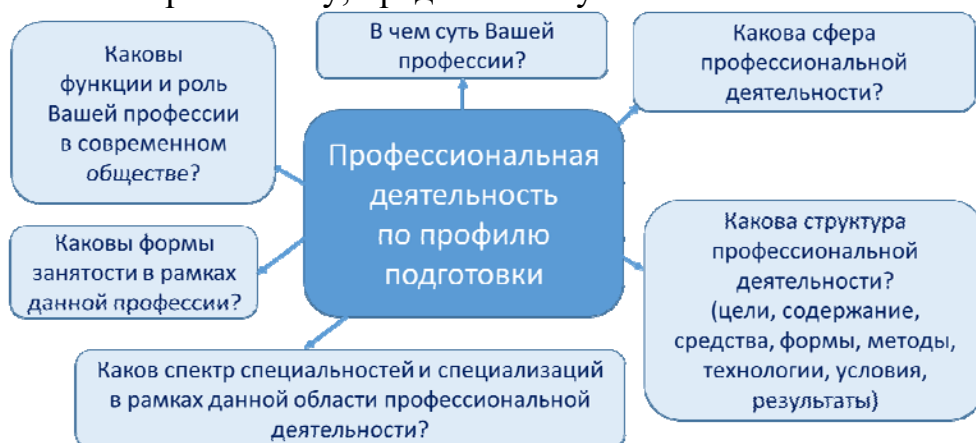 В чем суть Вашей
профессии?
Каковы
функции и роль
Вашей профессии
в современном
обществе?
Какова сфера
профессиональной
деятельности?
Профессиональная
деятельность
по профилю
подготовки
Каковы формы
занятости в рамках
данной профессии?
Какова структура
профессиональной
деятельности?
(цели, содержание,
средства, формы, методы,
технологии, условия,
результаты)
Каков спектр специальностей и специализаций
в рамках данной области профессиональной
деятельности?